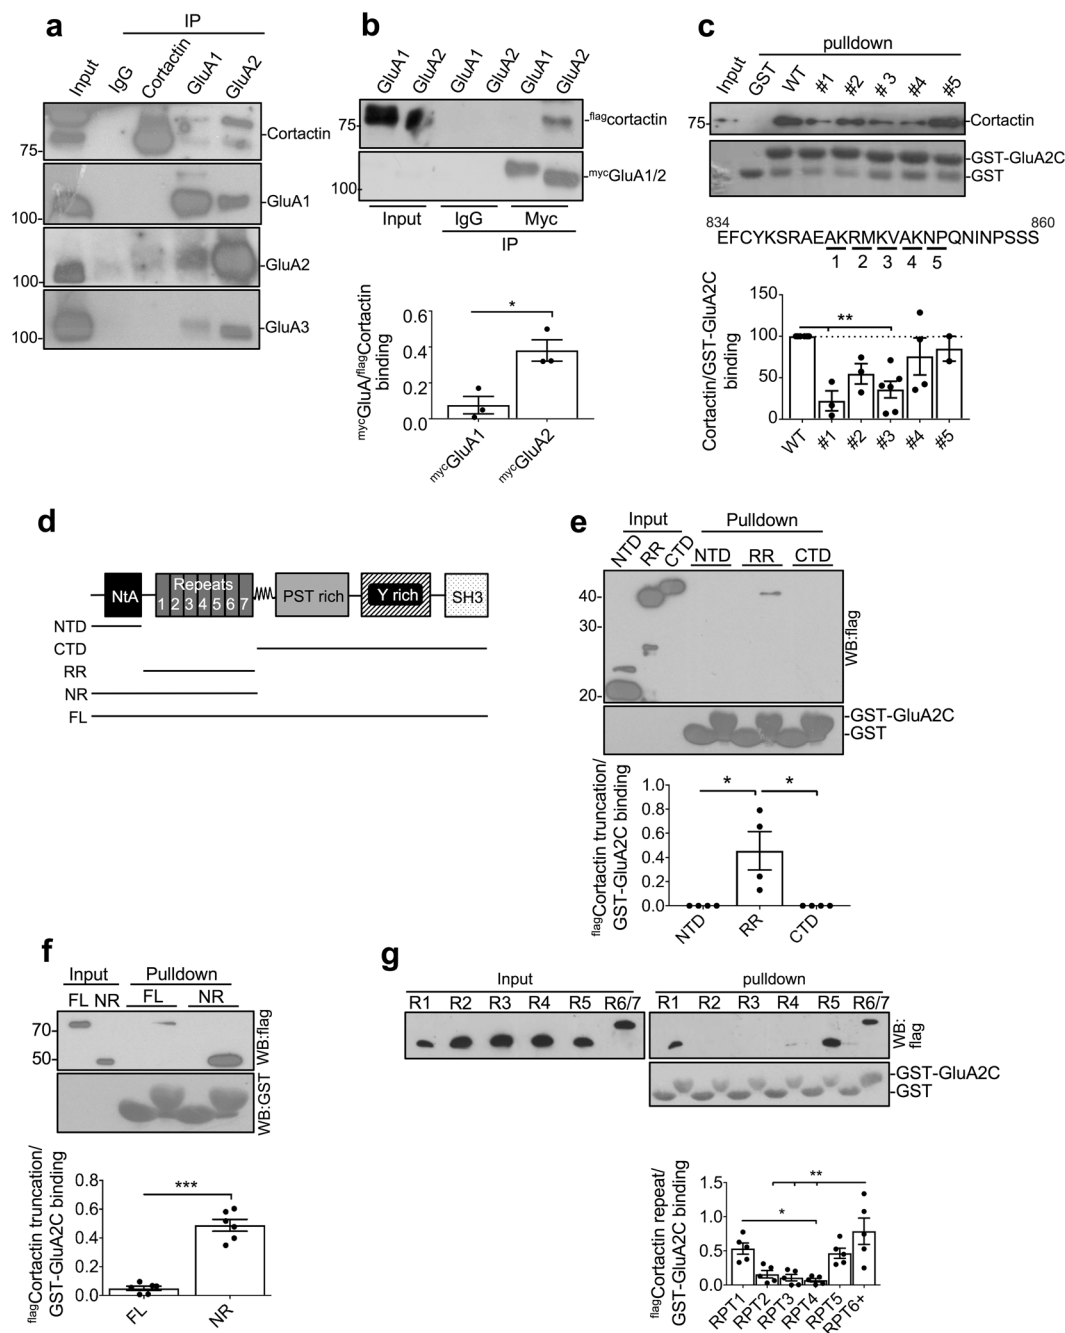 a
IP
Input
IgG
Cortactin
GluA1
GluA2
75-
-Cortactin
100-
-GluA1
100-
-GluA2
100-
-GluA3
b
GluA1
GluA2
GluA1
GluA2
GluA1
GluA2
75-
-flagcortactin
100-
-mycGluA1/2
Input
IgG
Myc
IP
mycGluA/flagCortactin
binding
0.6
0.4
0.2
0.0
*
mycGluA1
mycGluA2
c
pulldown
Input
GST
WT
#1
#2
# 3
#4
#5
75-
-Cortactin
-GST-GluA2C
-GST
834
860
EFCYKSRAEAKRMKVAKNPQNINPSSS
1 2 3 4 5
Cortactin/GST-GluA2C
binding
150
100
50
0
**
WT
#1
#2
#3
#4
#5
d
NtA
Repeats
1 2 3 4 5 6 7
PST rich
Y rich
SH3
NTD
CTD
RR
NR
FL
e
Input
Pulldown
NTD
RR
CTD
NTD
RR
CTD
40-
30-
20-
WB:flag
-GST-GluA2C
-GST
flagCortactin truncation/
GST-GluA2C binding
1.0
0.8
0.6
0.4
0.2
0.0
*
*
NTD
RR
CTD
f
Input
Pulldown
FL NR
FL
NR
70-
50-
WB:flag
WB:GST
flagCortactin truncation/
GST-GluA2C binding
0.8
0.6
0.4
0.2
0.0
***
FL
NR
g
Input
pulldown
R1 R2 R3 R4 R5 R6/7
R1 R2 R3 R4 R5 R6/7
WB:
flag
-GST-GluA2C
-GST
flagCortactin repeat/
GST-GluA2C binding
1.5
1.0
0.5
0.0
**
*
RPT1
RPT2
RPT3
RPT4
RPT5
RPT6+